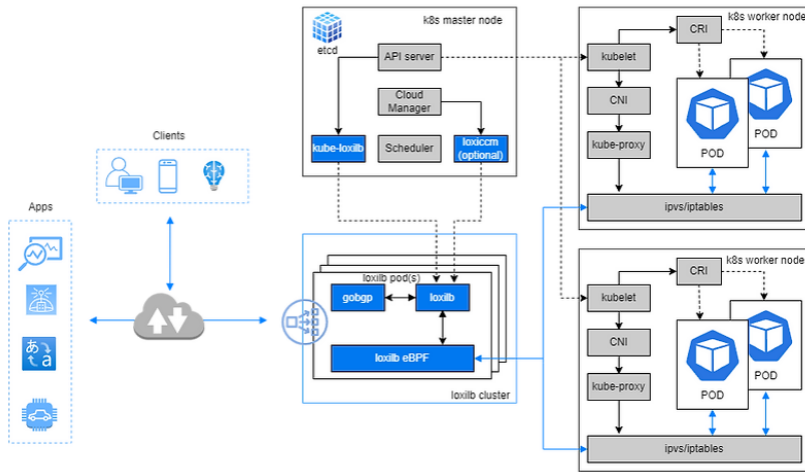 k8s master node
etcd
API server
Cloud
Manager
kube-loxilb
Scheduler
loxiccm
(optional)
Clients
Apps
あ
a
loxilb pod(s)
gobgp
loxilb
loxilb eBPF
loxilb cluster
k8s worker node
CRI
kubelet
CNI
kube-proxy
POD
POD
ipvs/iptables
k8s worker node
CRI
kubelet
CNI
kube-proxy
POD
POD
ipvs/iptables